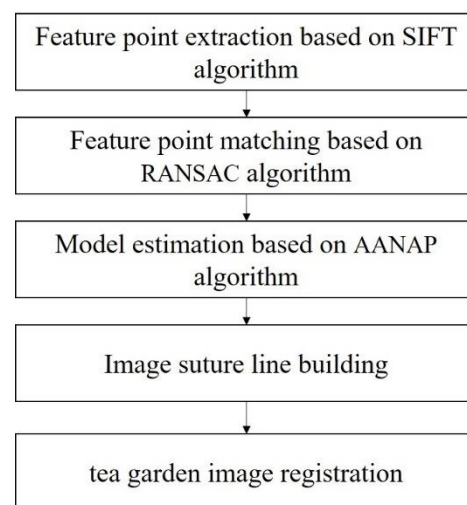 Feature point extraction based on SIFT
algorithm
Feature point matching based on
RANSAC algorithm
Model estimation based on AANAP
algorithm
Image suture line building
tea garden image registration